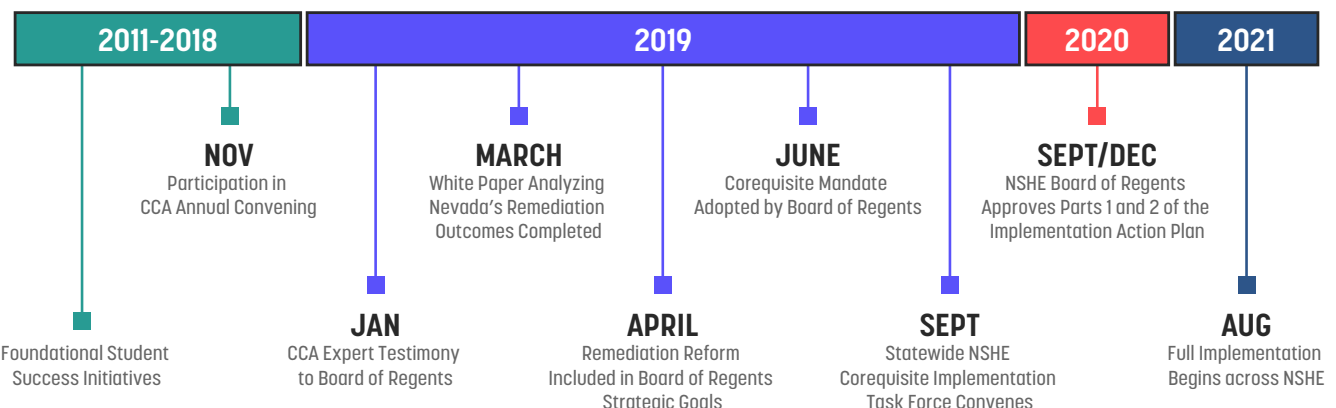 2011-2018
2019
2020
2021
NOV
Participation in
CCA Annual Convening
MARCH
White Paper Analyzing
Nevada's Remediation
Outcomes Completed
JUNE
Corequisite Mandate
Adopted by Board of Regents
SEPT/DEC
NSHE Board of Regents
Approves Parts 1 and 2 of the
Implementation Action Plan
Foundational Student
Success Initiatives
JAN
CCA Expert Testimony
to Board of Regents
APRIL
Remediation Reform
Included in Board of Regents
Strategic Goals
SEPT
Statewide NSHE
Corequisite Implementation
Task Force Convenes
AUG
Full Implementation
Begins across NSHE